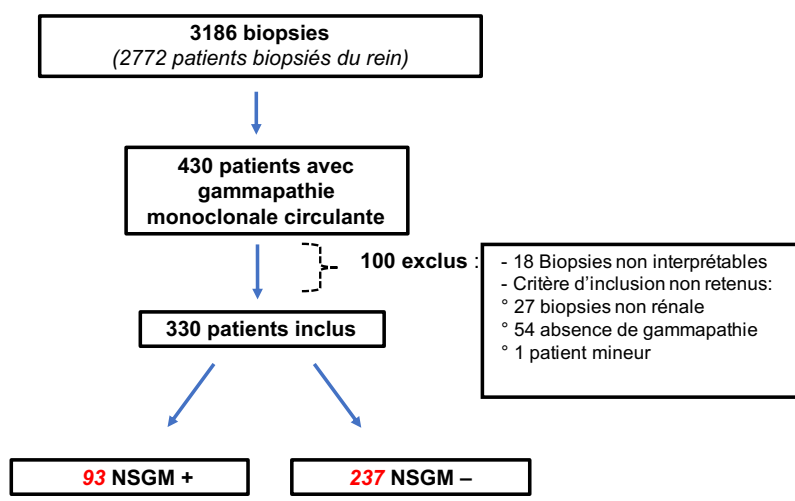 3186 biopsies
(2772 patients biopsiés du rein)
430 patients avec
gammapathie
monoclonale circulante
100 exclus :
- 18 Biopsies non interprétables
- Critère d'inclusion non retenus:
° 27 biopsies non rénale
° 54 absence de gammapathie
° 1 patient mineur
330 patients inclus
93 NSGM +
237 NSGM –